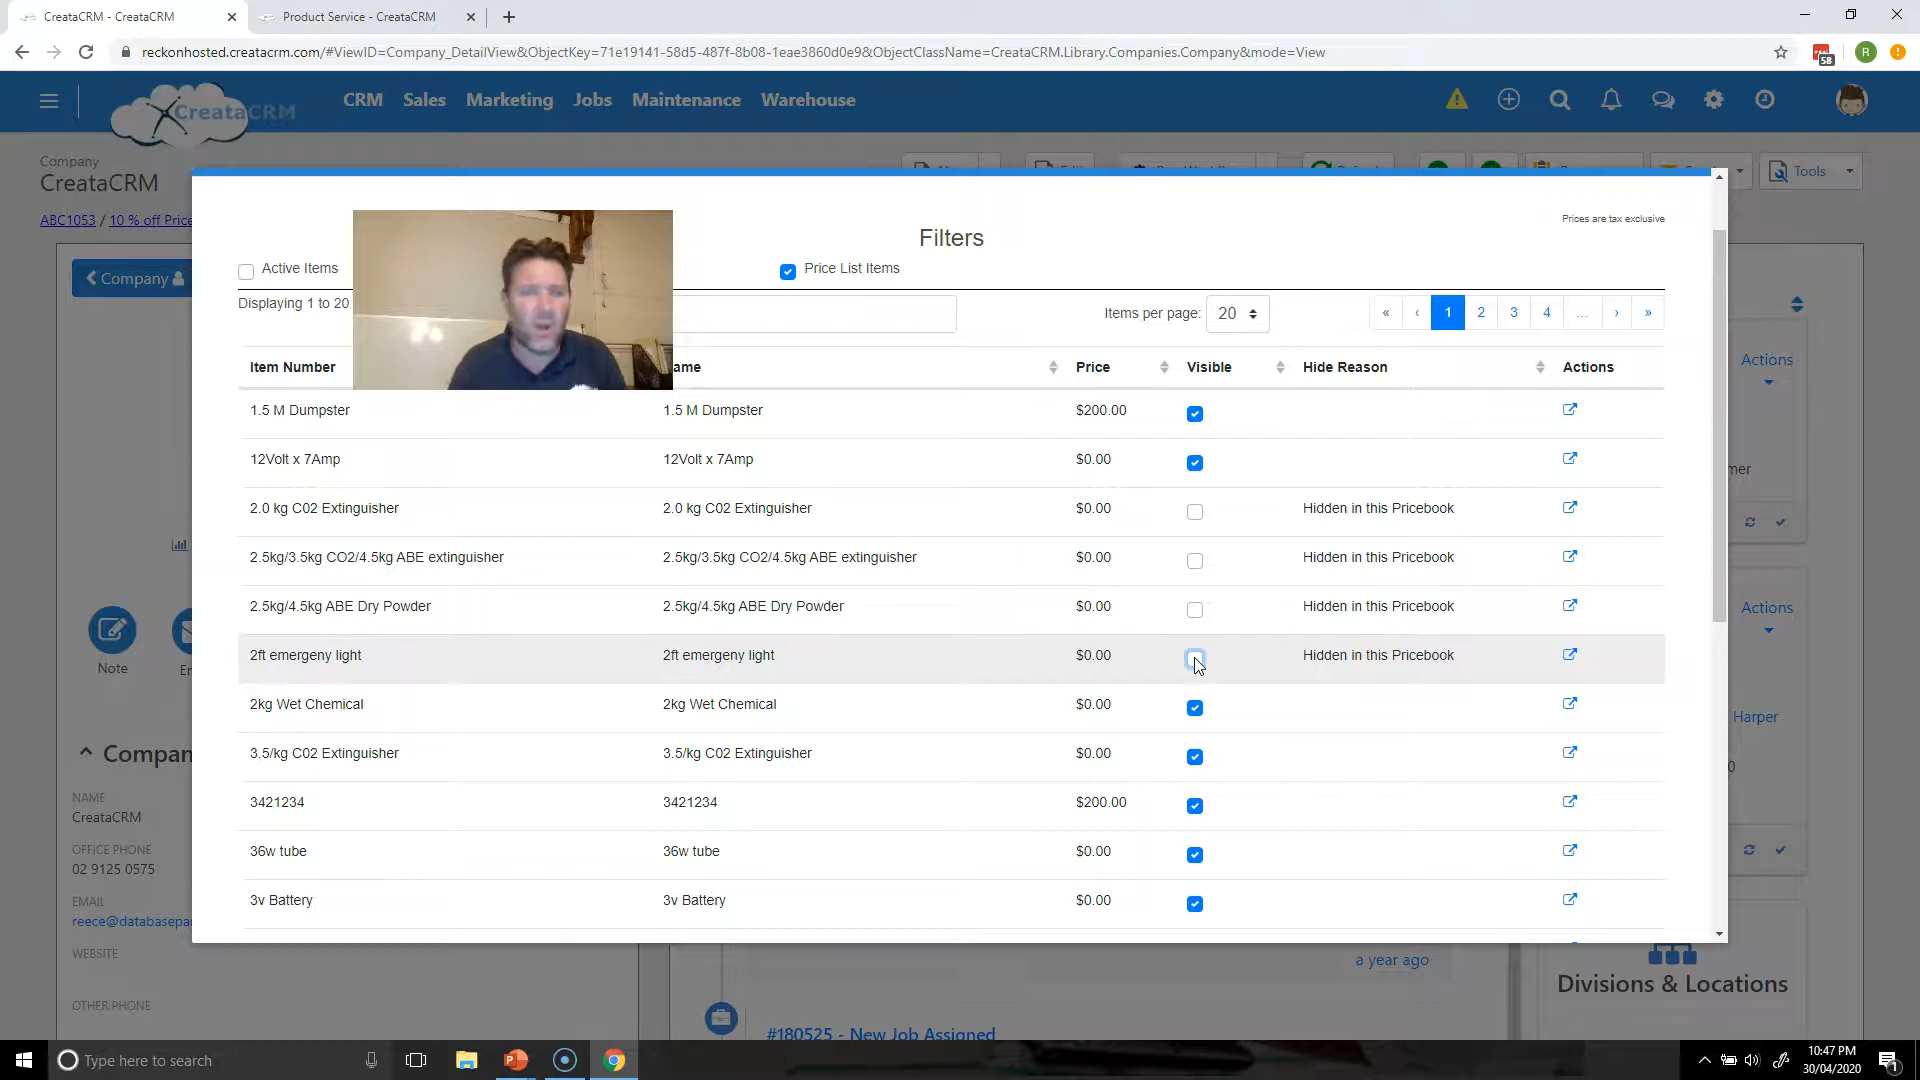 CreataCRM - CreataCRM
Product Service - CreataCRM
reckonhosted.creatacrm.com/#ViewID=Company_DetailView&ObjectKey=71e19141-58d5-487f-8b08-1eae3860d0e9&ObjectClassName=CreataCRM.Library.Companies.Company&mode=View
58
R
CreataCRM
CRM Sales Marketing Jobs Maintenance Warehouse
Company
CreataCRM
Tools
ABC1053 / 10 % off Price
Prices are tax exclusive
Filters
Active Items
Price List Items
Company
Displaying 1 to 20
Items per page: 20
« ‹ 1 2 3 4 ... › »
Item Number ame Price Visible Hide Reason Actions
1.5 M Dumpster 1.5 M Dumpster $200.00
12Volt x 7Amp 12Volt x 7Amp $0.00
2.0 kg C02 Extinguisher 2.0 kg C02 Extinguisher $0.00 Hidden in this Pricebook
2.5kg/3.5kg CO2/4.5kg ABE extinguisher 2.5kg/3.5kg CO2/4.5kg ABE extinguisher $0.00 Hidden in this Pricebook
2.5kg/4.5kg ABE Dry Powder 2.5kg/4.5kg ABE Dry Powder $0.00 Hidden in this Pricebook
2ft emergeny light 2ft emergeny light $0.00 Hidden in this Pricebook
2kg Wet Chemical 2kg Wet Chemical $0.00
3.5/kg C02 Extinguisher 3.5/kg C02 Extinguisher $0.00
3421234 3421234 $200.00
36w tube 36w tube $0.00
3v Battery 3v Battery $0.00
Actions
mer
Actions
Harper
0
Note
En
Compan
NAME
CreataCRM
OFFICE PHONE
02 9125 0575
EMAIL
reece@databasepa
WEBSITE
OTHER PHONE
a year ago
#180525 - New Job Assigned
Divisions & Locations
Type here to search
10:47 PM
30/04/2020
1